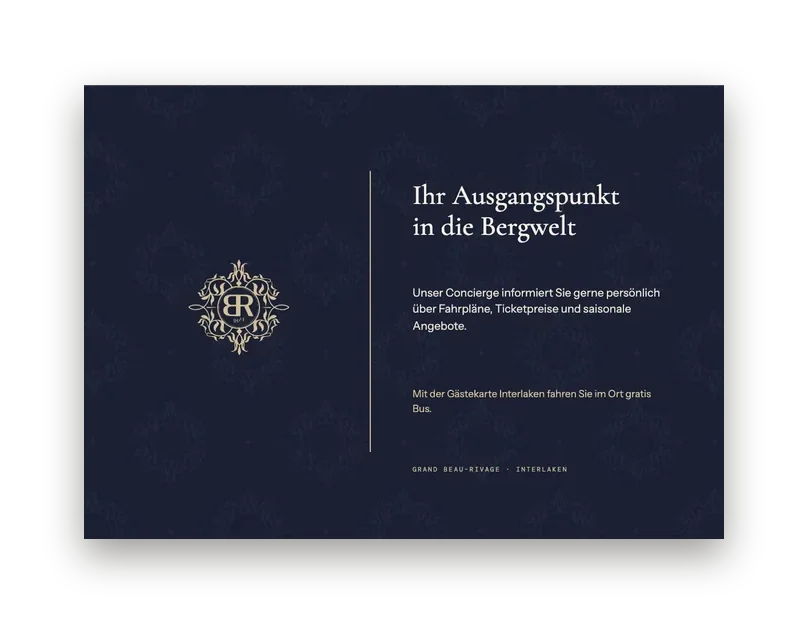 BR
Ihr Ausgangspunkt
in die Bergwelt
Unser Concierge informiert Sie gerne persönlich
über Fahrpläne, Ticketpreise und saisonale
Angebote.
Mit der Gästekarte Interlaken fahren Sie im Ort gratis
Bus.
GRAND BEAU-RIVAGE · INTERLAKEN